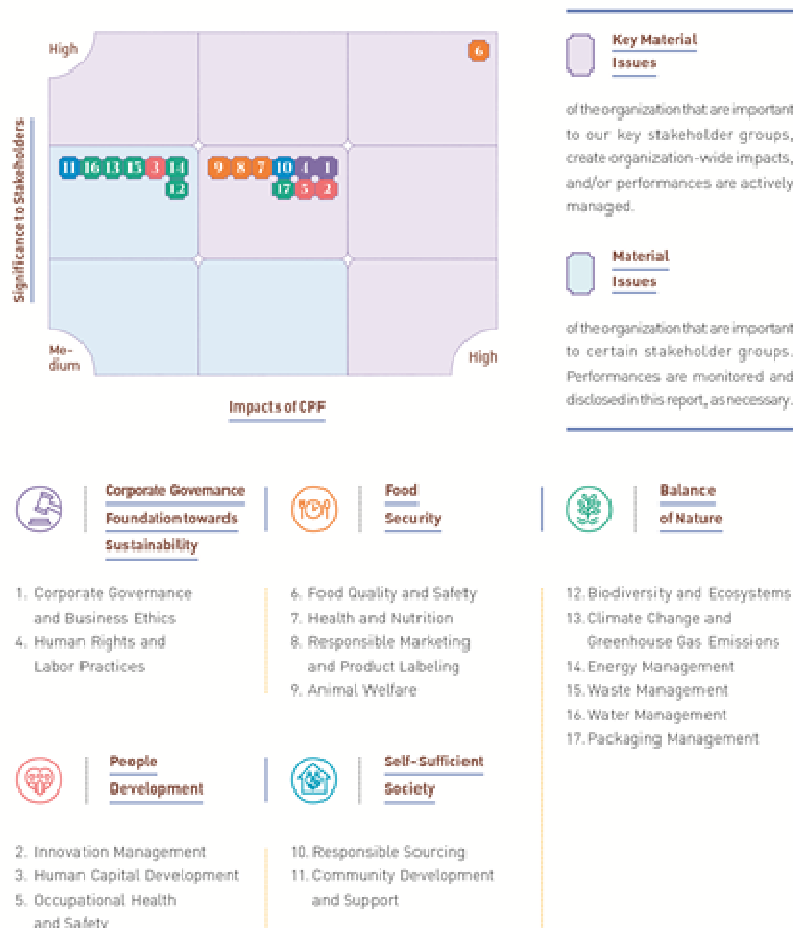 High
6
11 16 13 15 3 14
12
9 8 7 10 4 1
17 5 2
Significance to Stakeholders
Me-
dium
High
Impacts of CPF
Key Material
Issues
of the organization that are important
to our key stakeholder groups,
create organization-wide impacts,
and/or performances are actively
managed.
Material
Issues
of the organization that are important
to certain stakeholder groups.
Performances are monitored and
disclosed in this report, as necessary.
Corporate Governance
Foundation towards
Sustainability
1. Corporate Governance
and Business Ethics
4. Human Rights and
Labor Practices
Food
Security
6. Food Quality and Safety
7. Health and Nutrition
8. Responsible Marketing
and Product Labeling
9. Animal Welfare
Balance
of Nature
12. Biodiversity and Ecosystems
13. Climate Change and
Greenhouse Gas Emissions
14. Energy Management
15. Waste Management
16. Water Management
17. Packaging Management
People
Development
2. Innovation Management
3. Human Capital Development
5. Occupational Health
and Safety
Self-Sufficient
Society
10. Responsible Sourcing
11. Community Development
and Support